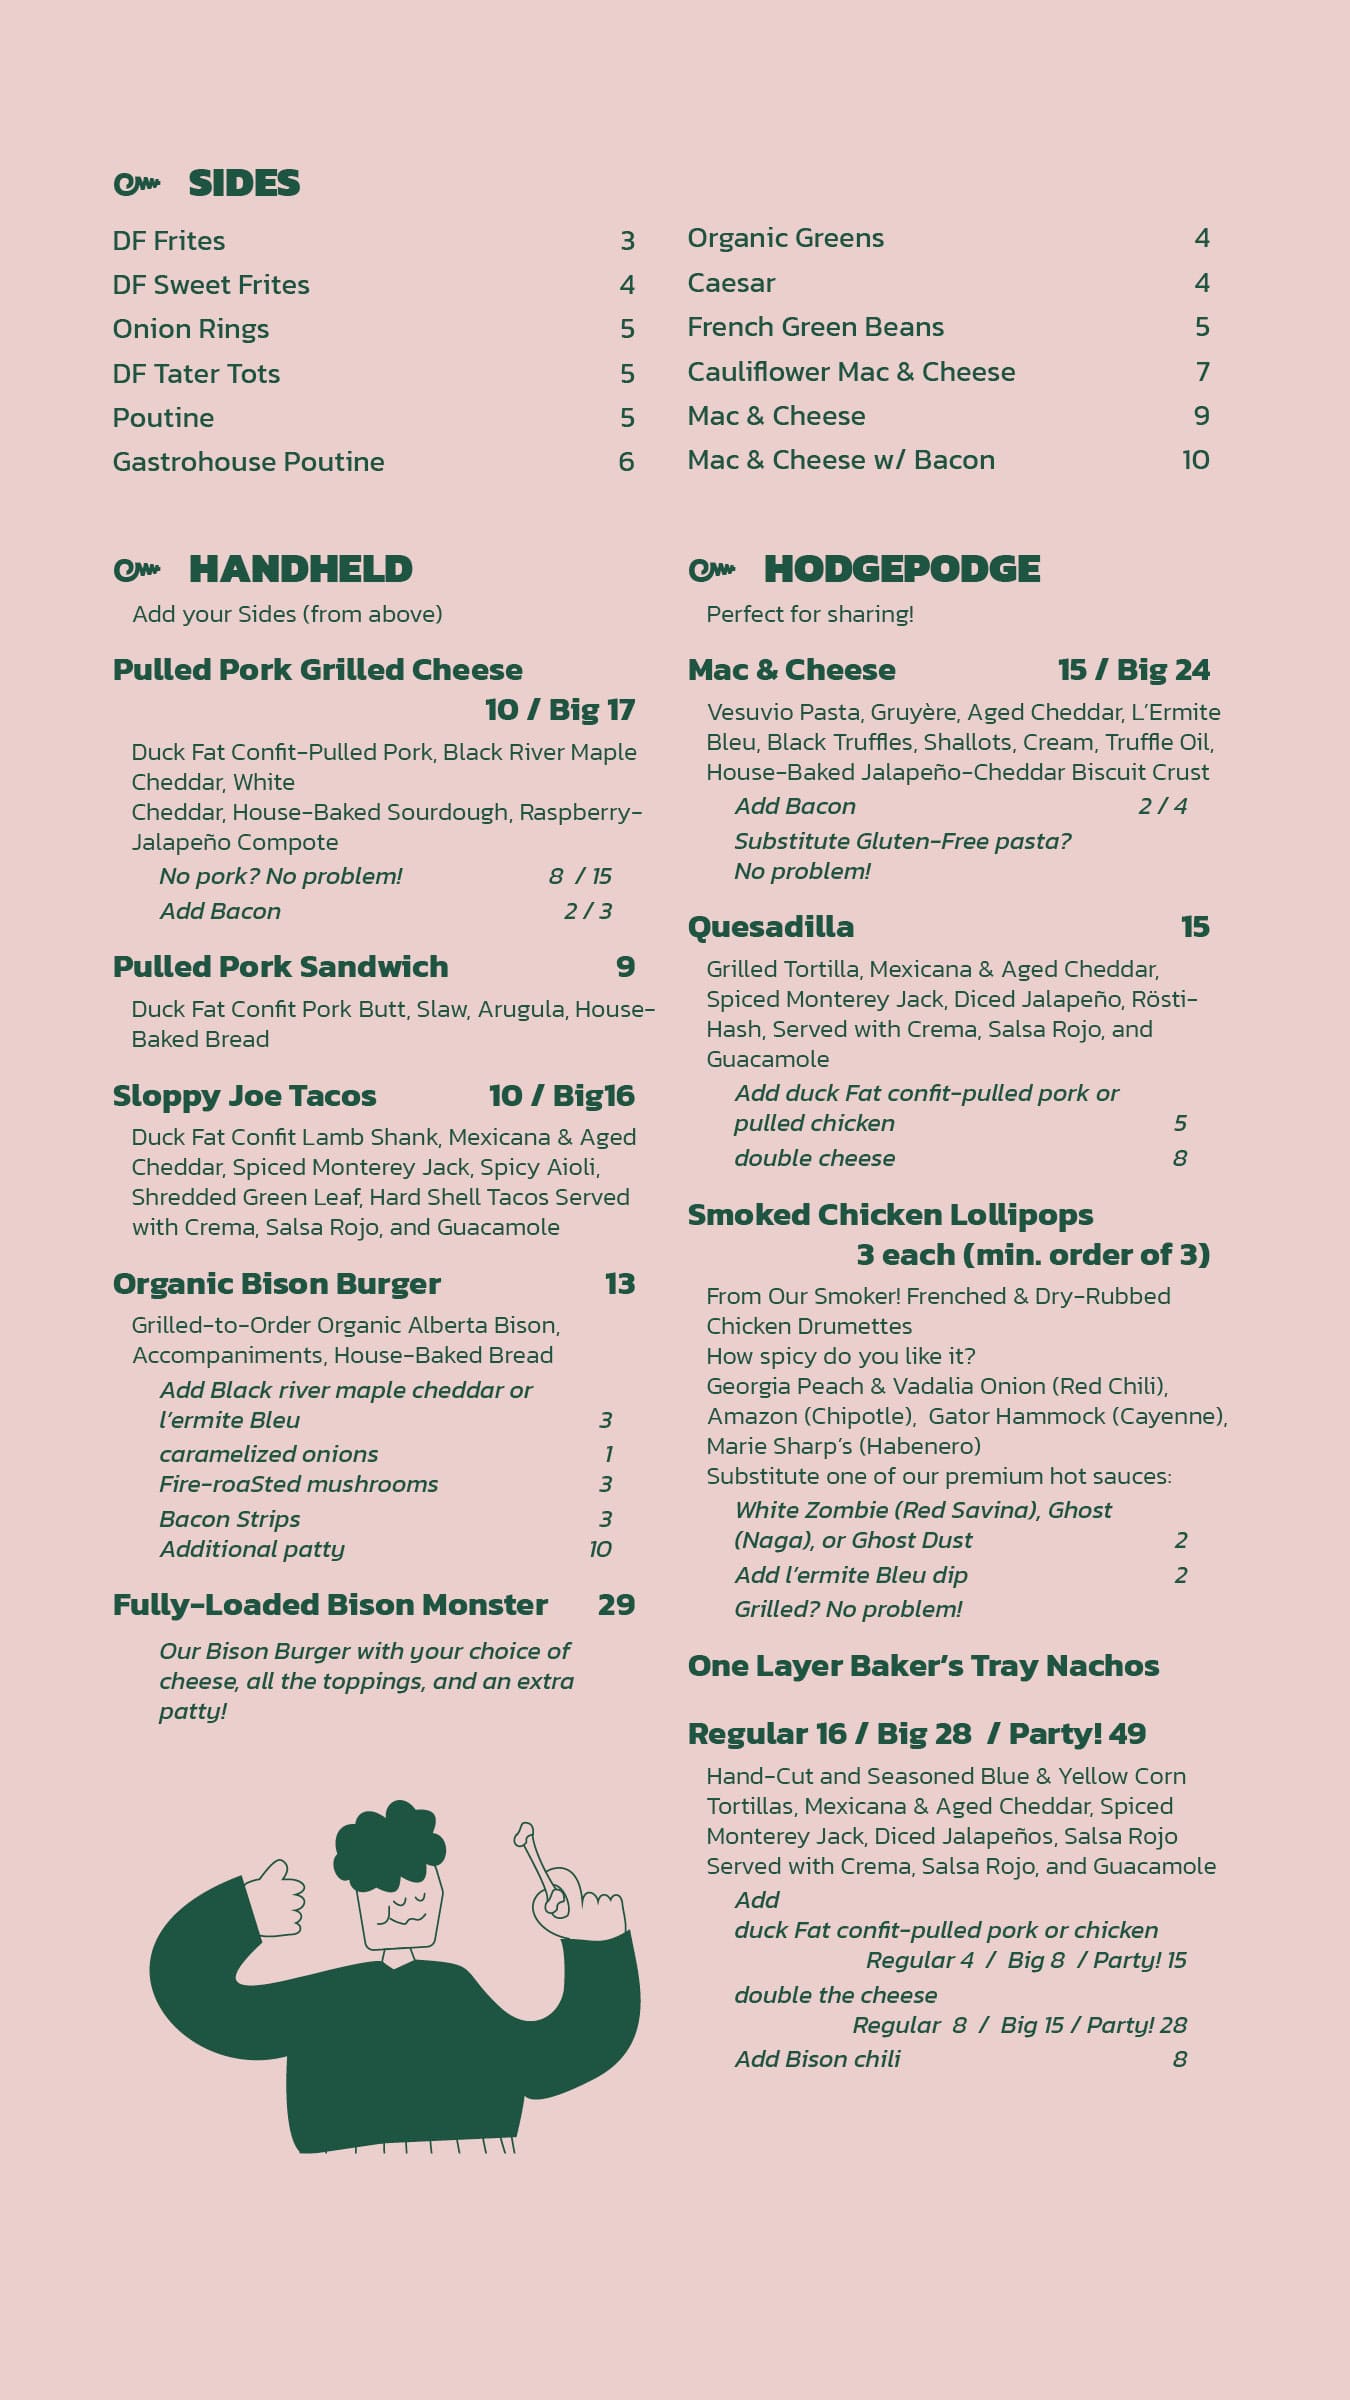 SIDES
DF Frites 3
DF Sweet Frites 4
Onion Rings 5
DF Tater Tots 5
Poutine 5
Gastrohouse Poutine 6
Organic Greens 4
Caesar 4
French Green Beans 5
Cauliflower Mac & Cheese 7
Mac & Cheese 9
Mac & Cheese w/ Bacon 10
HANDHELD
Add your Sides (from above)
Pulled Pork Grilled Cheese
10 / Big 17
Duck Fat Confit-Pulled Pork, Black River Maple
Cheddar, White
Cheddar, House-Baked Sourdough, Raspberry-
Jalapeño Compote
No pork? No problem! 8 / 15
Add Bacon 2 / 3
Pulled Pork Sandwich 9
Duck Fat Confit Pork Butt, Slaw, Arugula, House-
Baked Bread
Sloppy Joe Tacos 10 / Big16
Duck Fat Confit Lamb Shank, Mexicana & Aged
Cheddar, Spiced Monterey Jack, Spicy Aioli,
Shredded Green Leaf, Hard Shell Tacos Served
with Crema, Salsa Rojo, and Guacamole
Organic Bison Burger 13
Grilled-to-Order Organic Alberta Bison,
Accompaniments, House-Baked Bread
Add Black river maple cheddar or
l’ermite Bleu 3
caramelized onions 1
Fire-roaSted mushrooms 3
Bacon Strips 3
Additional patty 10
Fully-Loaded Bison Monster 29
Our Bison Burger with your choice of
cheese, all the toppings, and an extra
patty!
HODGEPODGE
Perfect for sharing!
Mac & Cheese 15 / Big 24
Vesuvio Pasta, Gruyère, Aged Cheddar, L’Ermite
Bleu, Black Truffles, Shallots, Cream, Truffle Oil,
House-Baked Jalapeño-Cheddar Biscuit Crust
Add Bacon 2 / 4
Substitute Gluten-Free pasta?
No problem!
Quesadilla 15
Grilled Tortilla, Mexicana & Aged Cheddar,
Spiced Monterey Jack, Diced Jalapeño, Rösti-
Hash, Served with Crema, Salsa Rojo, and
Guacamole
Add duck Fat confit-pulled pork or
pulled chicken 5
double cheese 8
Smoked Chicken Lollipops
3 each (min. order of 3)
From Our Smoker! Frenched & Dry-Rubbed
Chicken Drumettes
How spicy do you like it?
Georgia Peach & Vadalia Onion (Red Chili),
Amazon (Chipotle), Gator Hammock (Cayenne),
Marie Sharp’s (Habenero)
Substitute one of our premium hot sauces:
White Zombie (Red Savina), Ghost
(Naga), or Ghost Dust 2
Add l’ermite Bleu dip 2
Grilled? No problem!
One Layer Baker’s Tray Nachos
Regular 16 / Big 28 / Party! 49
Hand-Cut and Seasoned Blue & Yellow Corn
Tortillas, Mexicana & Aged Cheddar, Spiced
Monterey Jack, Diced Jalapeños, Salsa Rojo
Served with Crema, Salsa Rojo, and Guacamole
Add
duck Fat confit-pulled pork or chicken
Regular 4 / Big 8 / Party! 15
double the cheese
Regular 8 / Big 15 / Party! 28
Add Bison chili 8